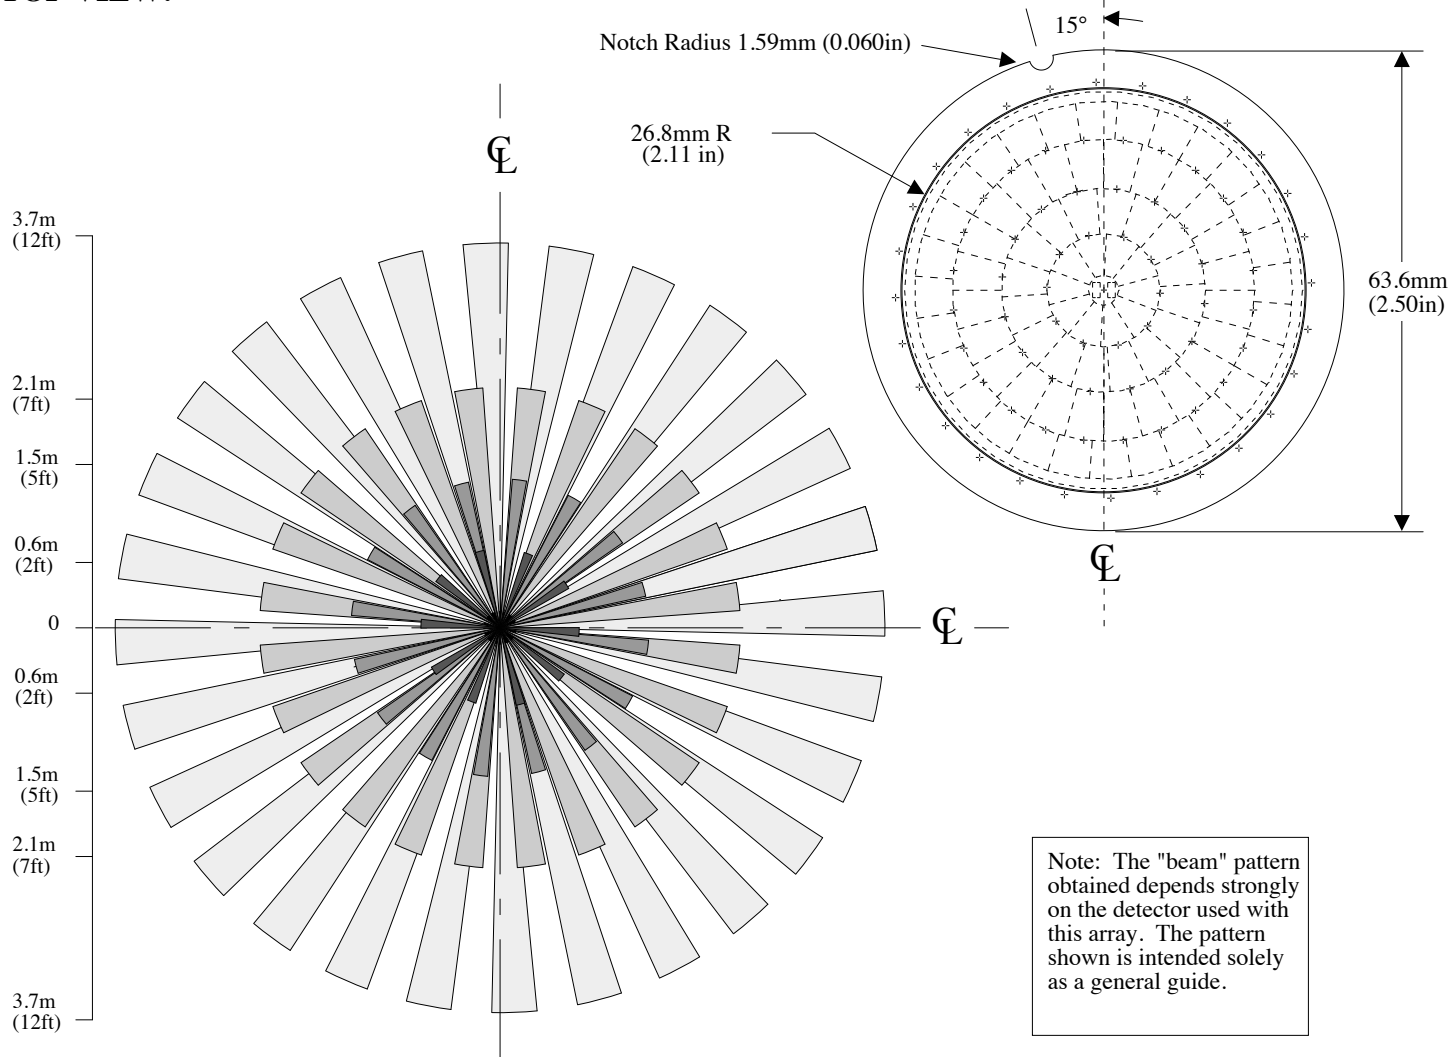 15°
Notch Radius 1.59mm (0.060in)
26.8mm R
(2.11 in)
℄
3.7m
(12ft)
2.1m
(7ft)
1.5m
(5ft)
0.6m
(2ft)
0
0.6m
(2ft)
1.5m
(5ft)
2.1m
(7ft)
3.7m
(12ft)
℄
63.6mm
(2.50in)
℄
Note: The "beam" pattern
obtained depends strongly
on the detector used with
this array. The pattern
shown is intended solely
as a general guide.